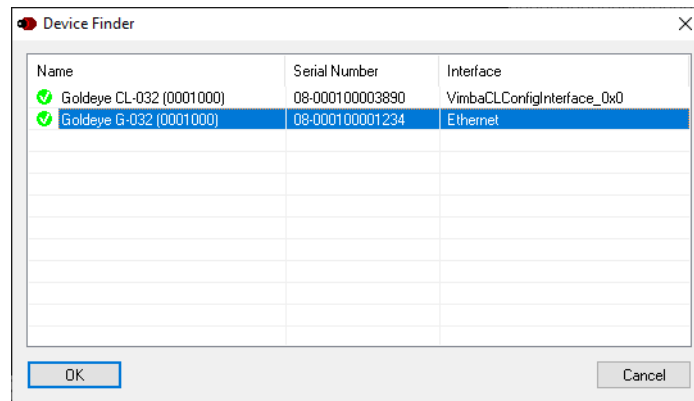 Device Finder
Name Serial Number Interface
Goldeye CL-032 (0001000) 08-000100003890 VimbaCLConfigInterface_0x0
Goldeye G-032 (0001000) 08-000100001234 Ethernet
OK Cancel